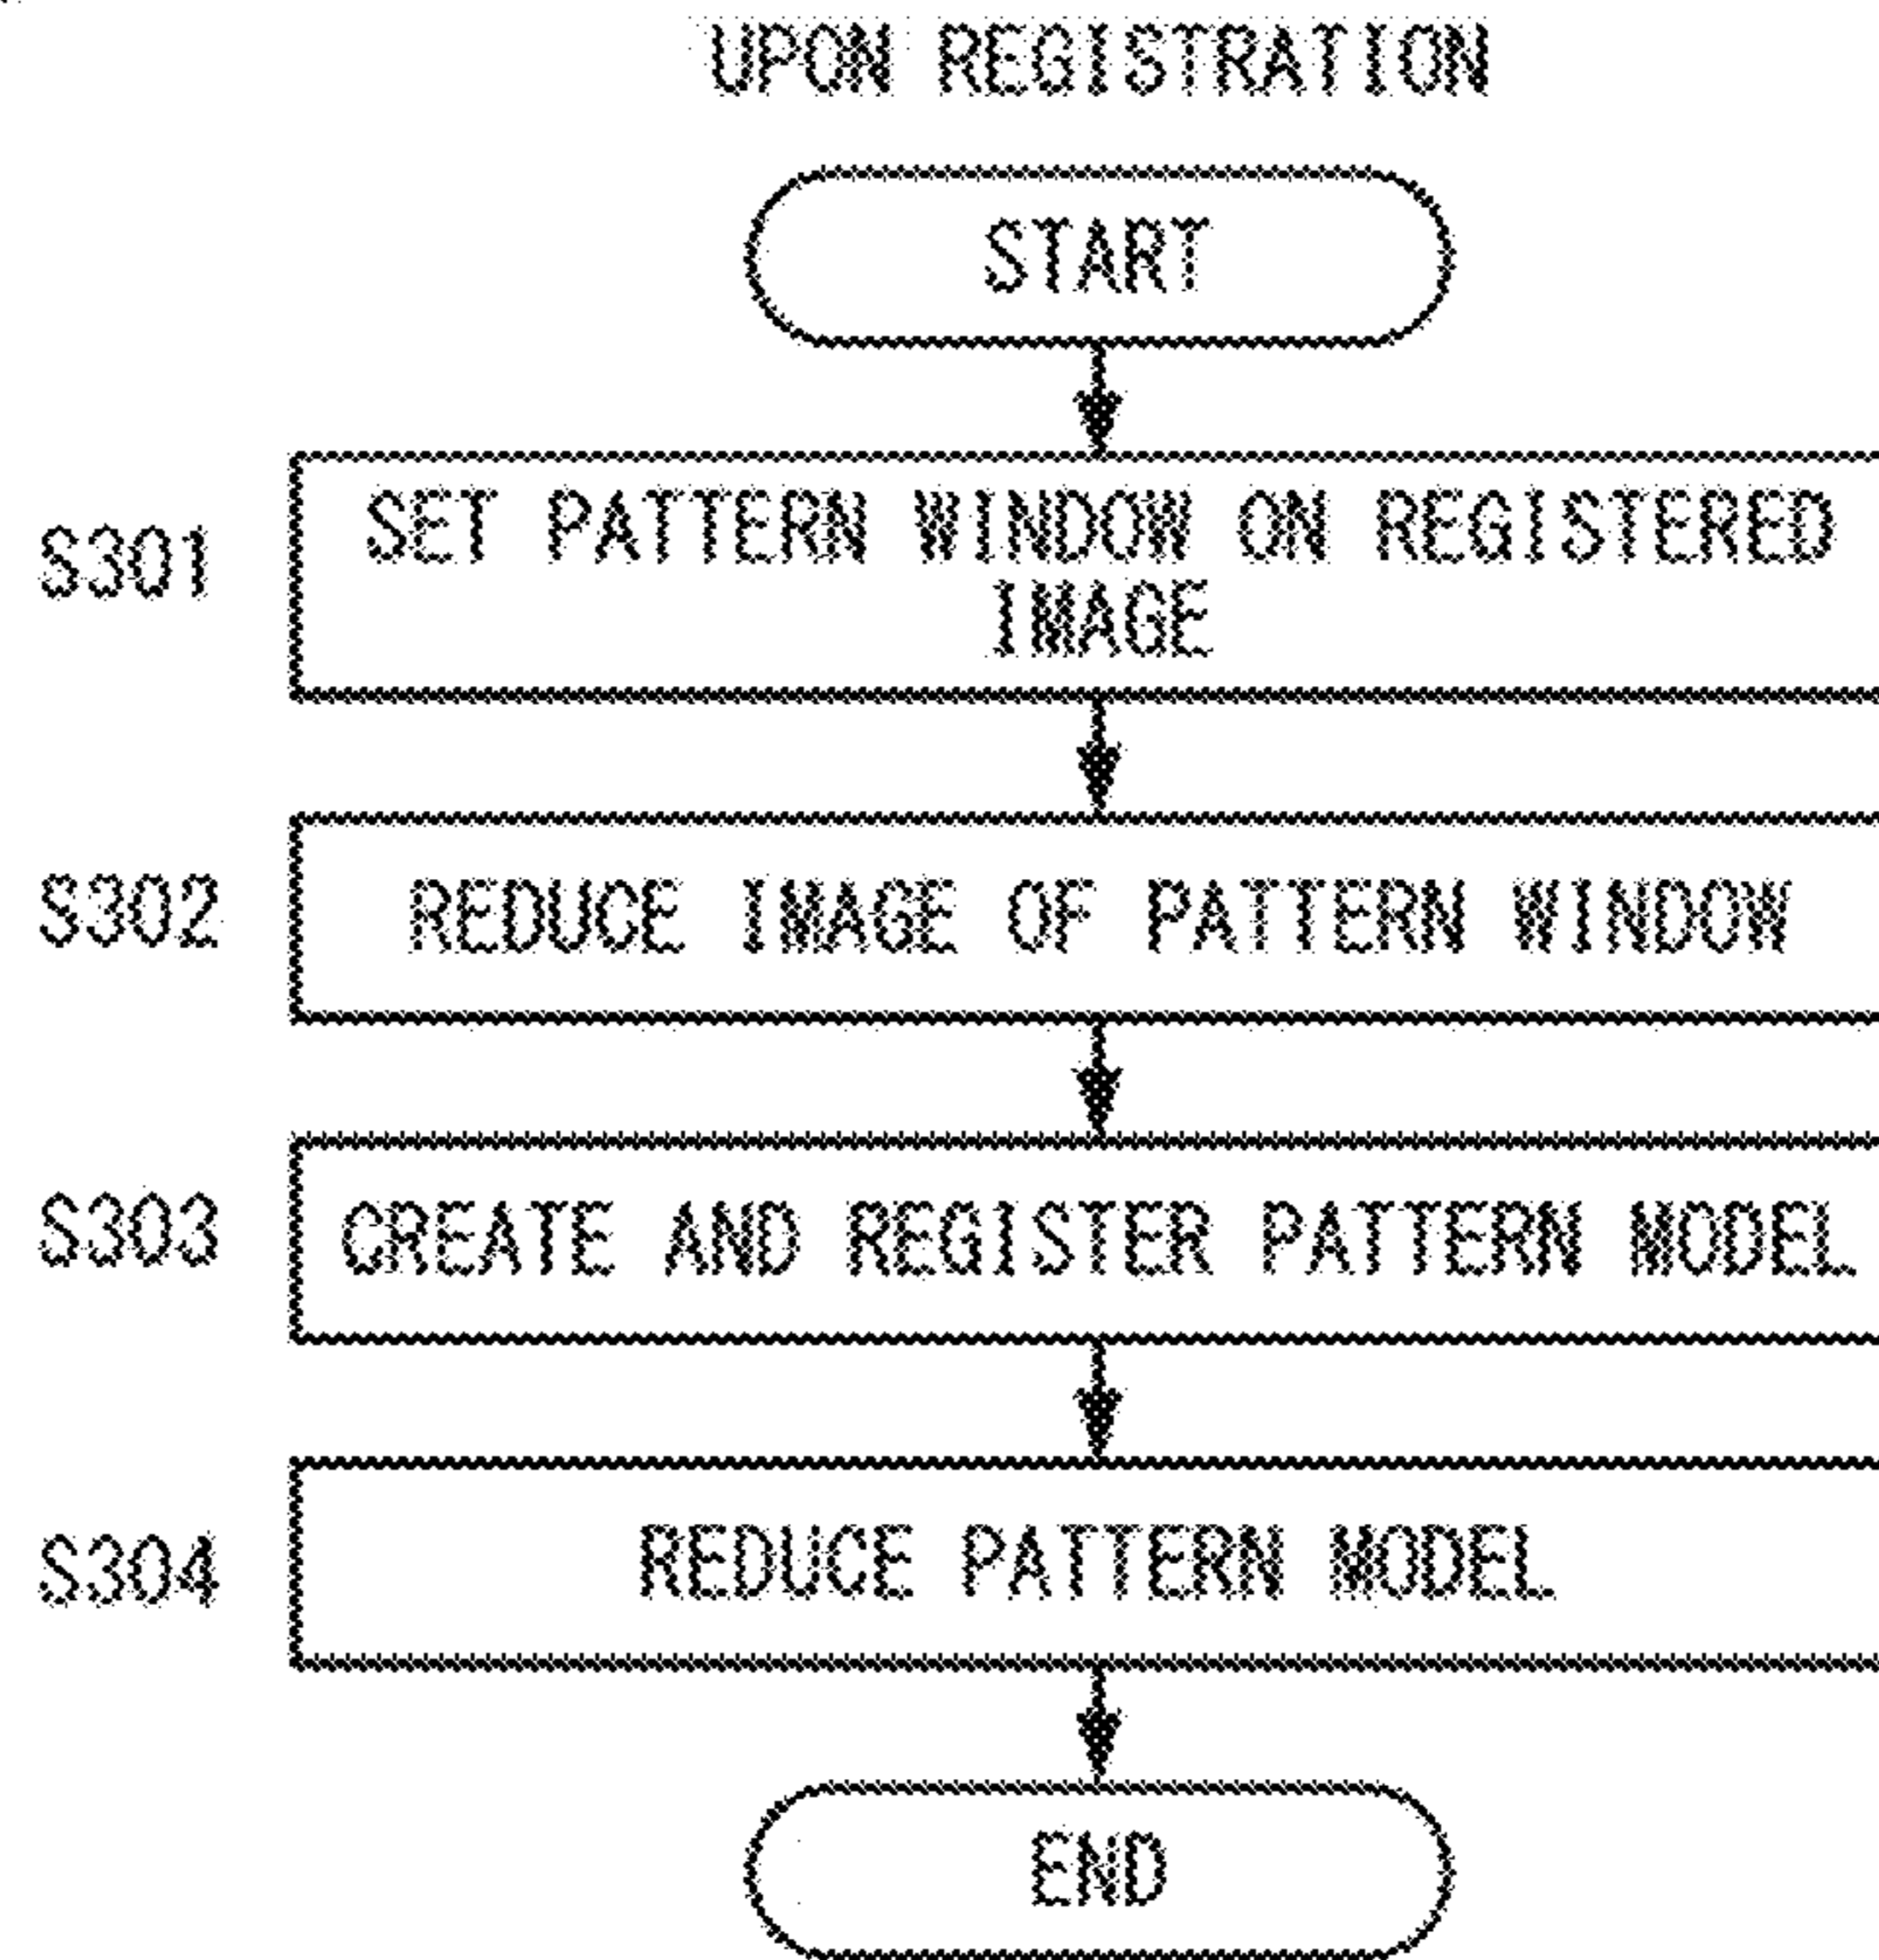 UPON REGISTRATION
START
S301
SET PATTERN WINDOW ON REGISTERED
IMAGE
S302
REDUCE IMAGE OF PATTERN WINDOW
S303
CREATE AND REGISTER PATTERN MODEL
S304
REDUCE PATTERN MODEL
END